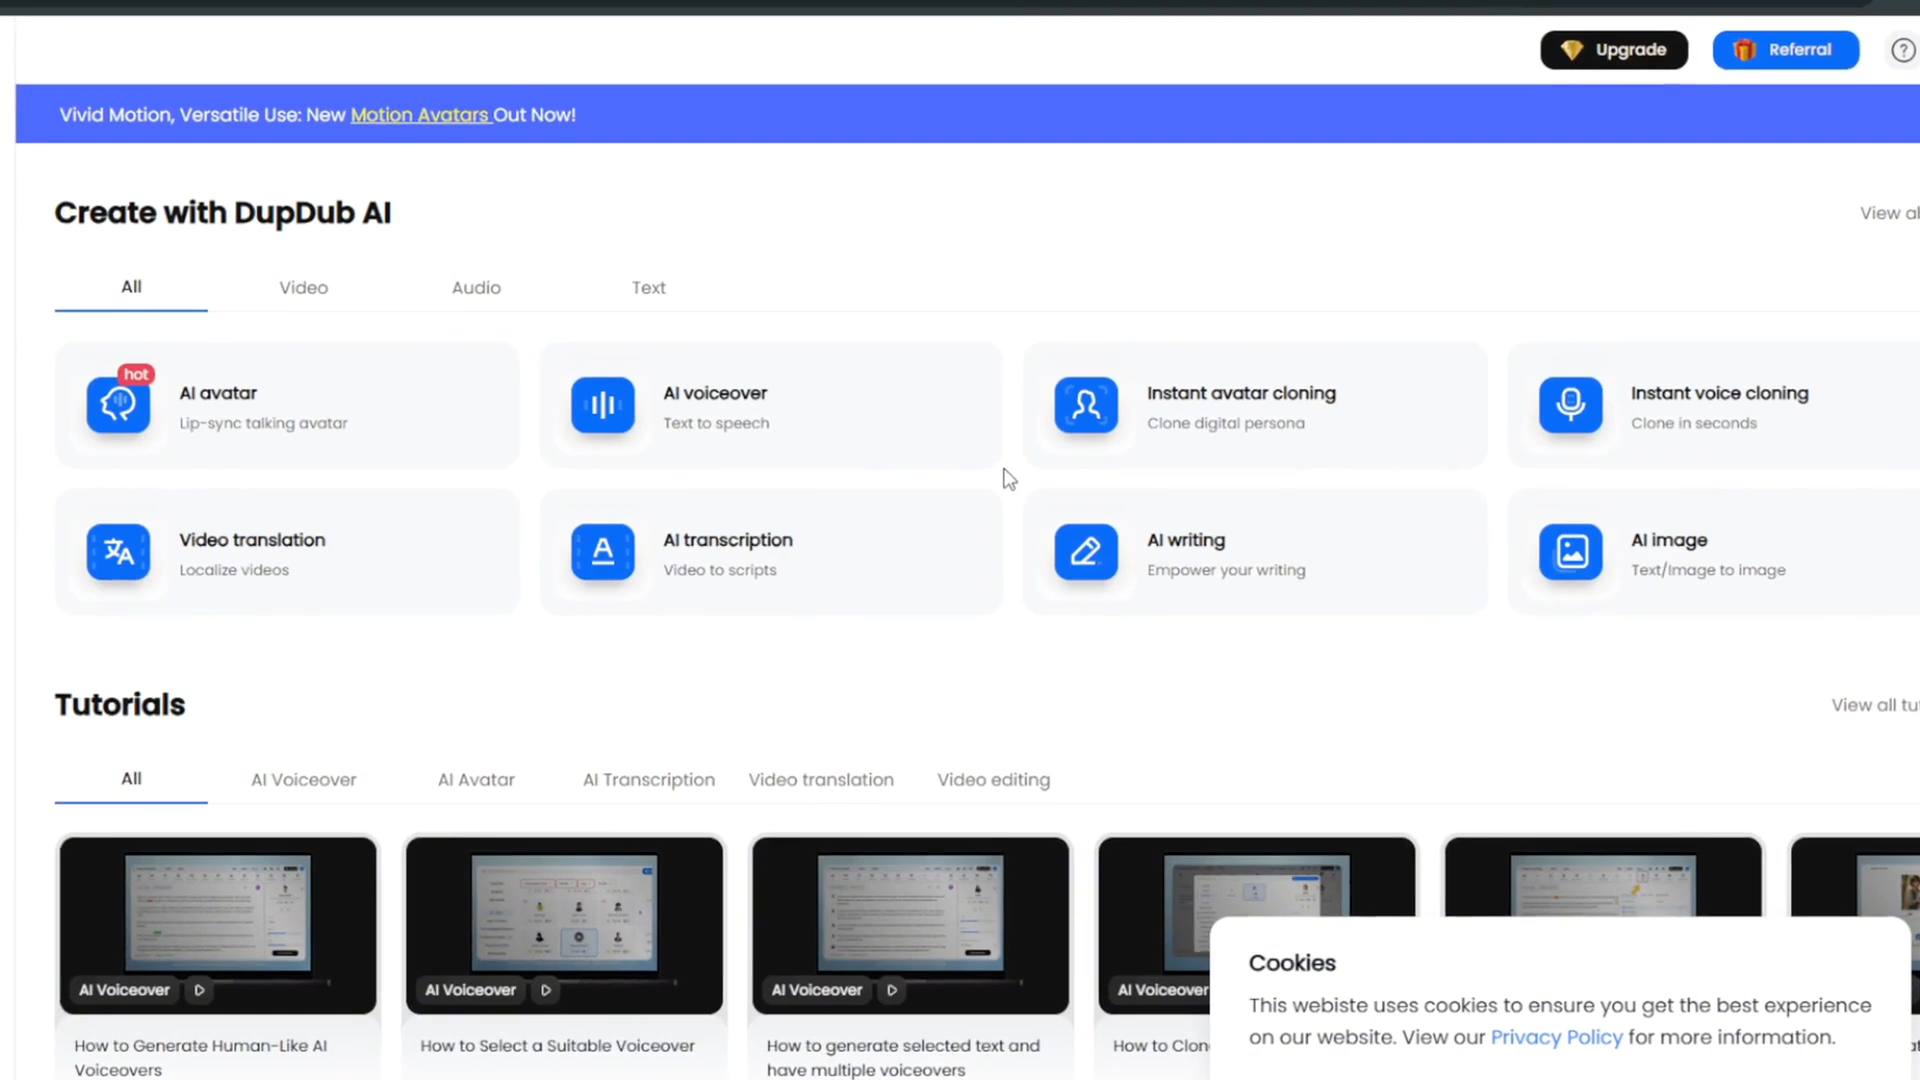 Upgrade
Referral
?
Vivid Motion, Versatile Use: New Motion Avatars Out Now!
Create with DupDub AI
View al
All
Video
Audio
Text
hot
AI avatar
Lip-sync talking avatar
AI voiceover
Text to speech
Instant avatar cloning
Clone digital persona
Instant voice cloning
Clone in seconds
Video translation
Localize videos
AI transcription
Video to scripts
AI writing
Empower your writing
AI image
Text/Image to image
Tutorials
View all tut
All
AI Voiceover
AI Avatar
AI Transcription
Video translation
Video editing
AI Voiceover
AI Voiceover
AI Voiceover
AI Voiceover
How to Generate Human-Like AI
Voiceovers
How to Select a Suitable Voiceover
How to generate selected text and
have multiple voiceovers
How to Clon
Cookies
This webiste uses cookies to ensure you get the best experience
on our website. View our Privacy Policy for more information.